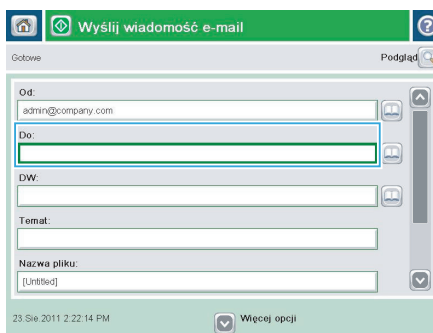 Wyślij wiadomość e-mail
?
Gotowe
Podgląd
Od:
admin@company.com
Do:
DW:
Temat:
Nazwa pliku:
[Untitled]
23.Sie.2011 2:22:14 PM
Więcej opcji